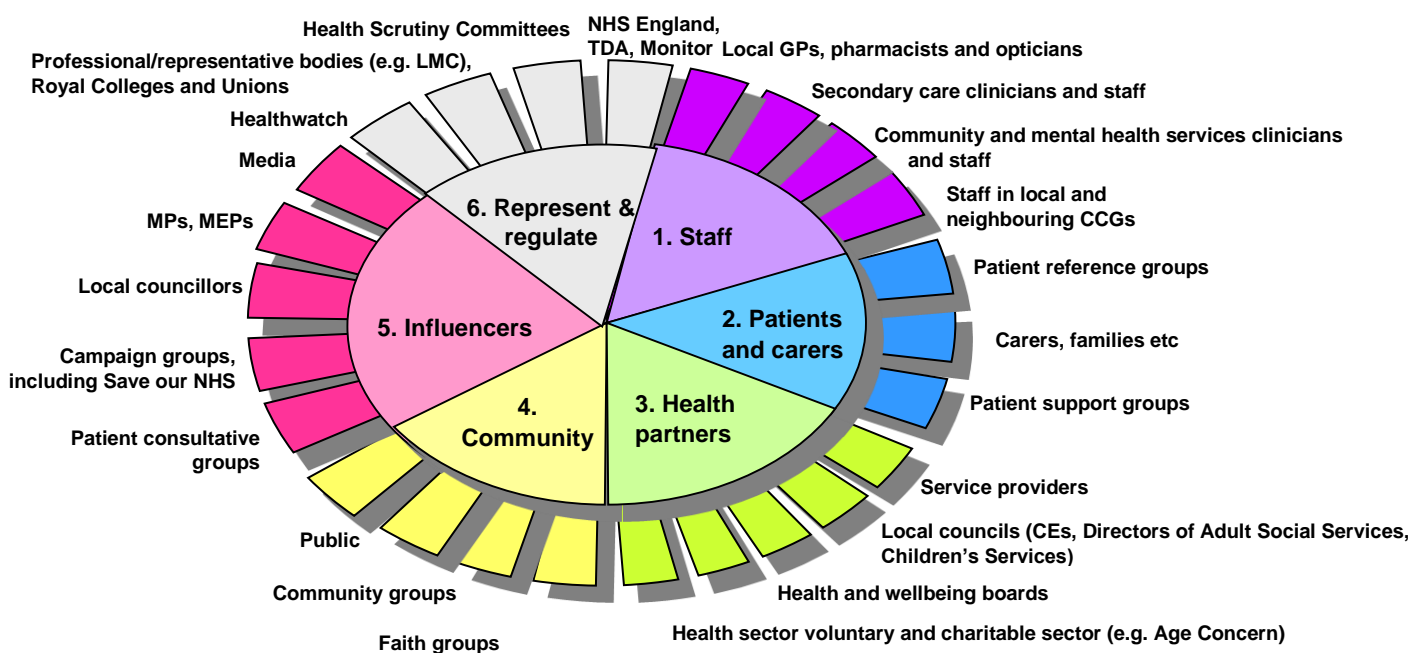 Health Scrutiny Committees
NHS England,
TDA, Monitor
Local GPs, pharmacists and opticians
Professional/representative bodies (e.g. LMC),
Royal Colleges and Unions
Secondary care clinicians and staff
Healthwatch
Community and mental health services clinicians
and staff
Media
Staff in local and
neighbouring CCGs
MPs, MEPs
6. Represent &
regulate
1. Staff
Patient reference groups
Local councillors
5. Influencers
2. Patients
and carers
Carers, families etc
Campaign groups,
including Save our NHS
4.
Community
3. Health
partners
Patient support groups
Patient consultative
groups
Service providers
Public
Local councils (CEs, Directors of Adult Social Services,
Children's Services)
Community groups
Health and wellbeing boards
Faith groups
Health sector voluntary and charitable sector (e.g. Age Concern)